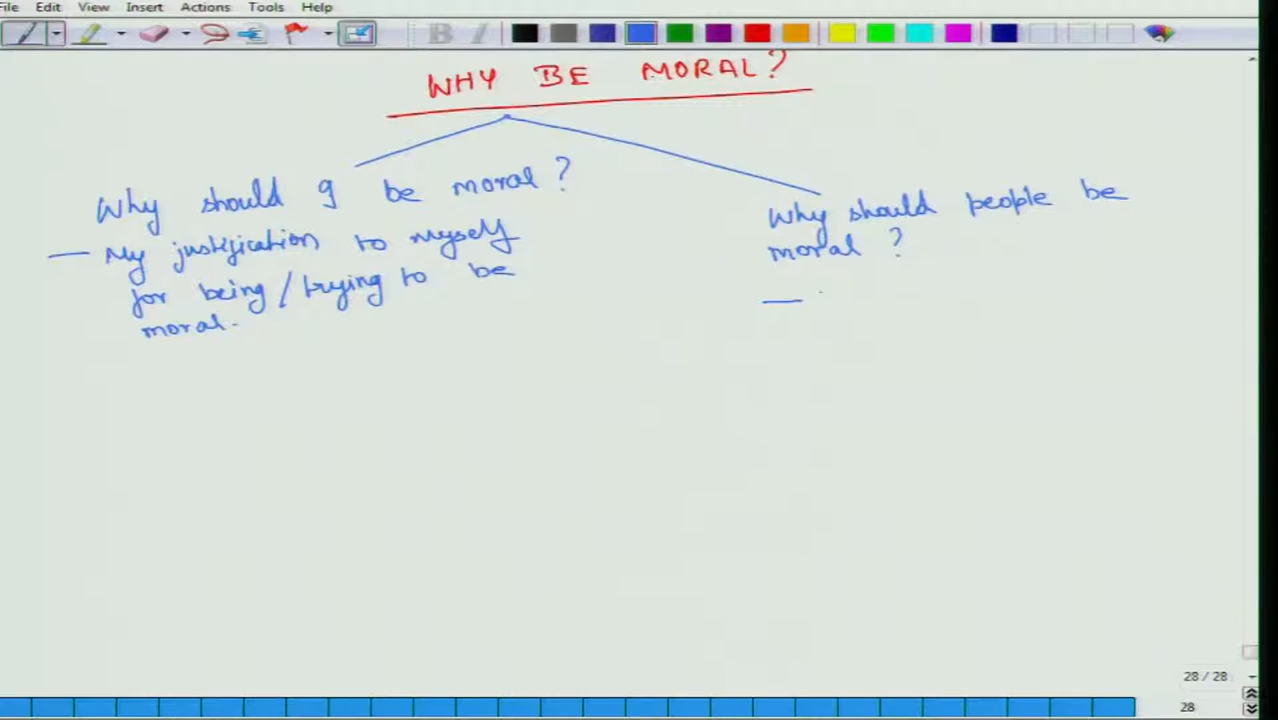 File Edit View Insert Actions Tools Help
B I
WHY BE MORAL?
Why should I be moral?
— My justification to myself
for being/trying to be
moral.
Why should people be
moral?
—
28 / 28
28